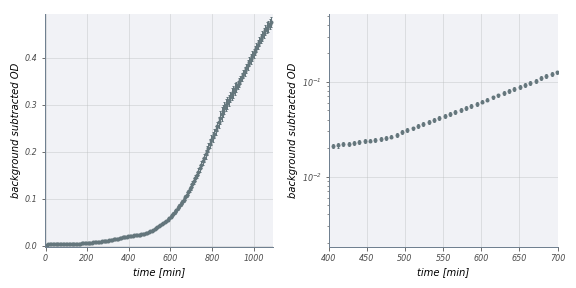 background subtracted OD
0.4
0.3
0.2
0.1
0.0
0 200 400 600 800 1000
time [min]
background subtracted OD
10⁻¹
10⁻²
400 450 500 550 600 650 700
time [min]